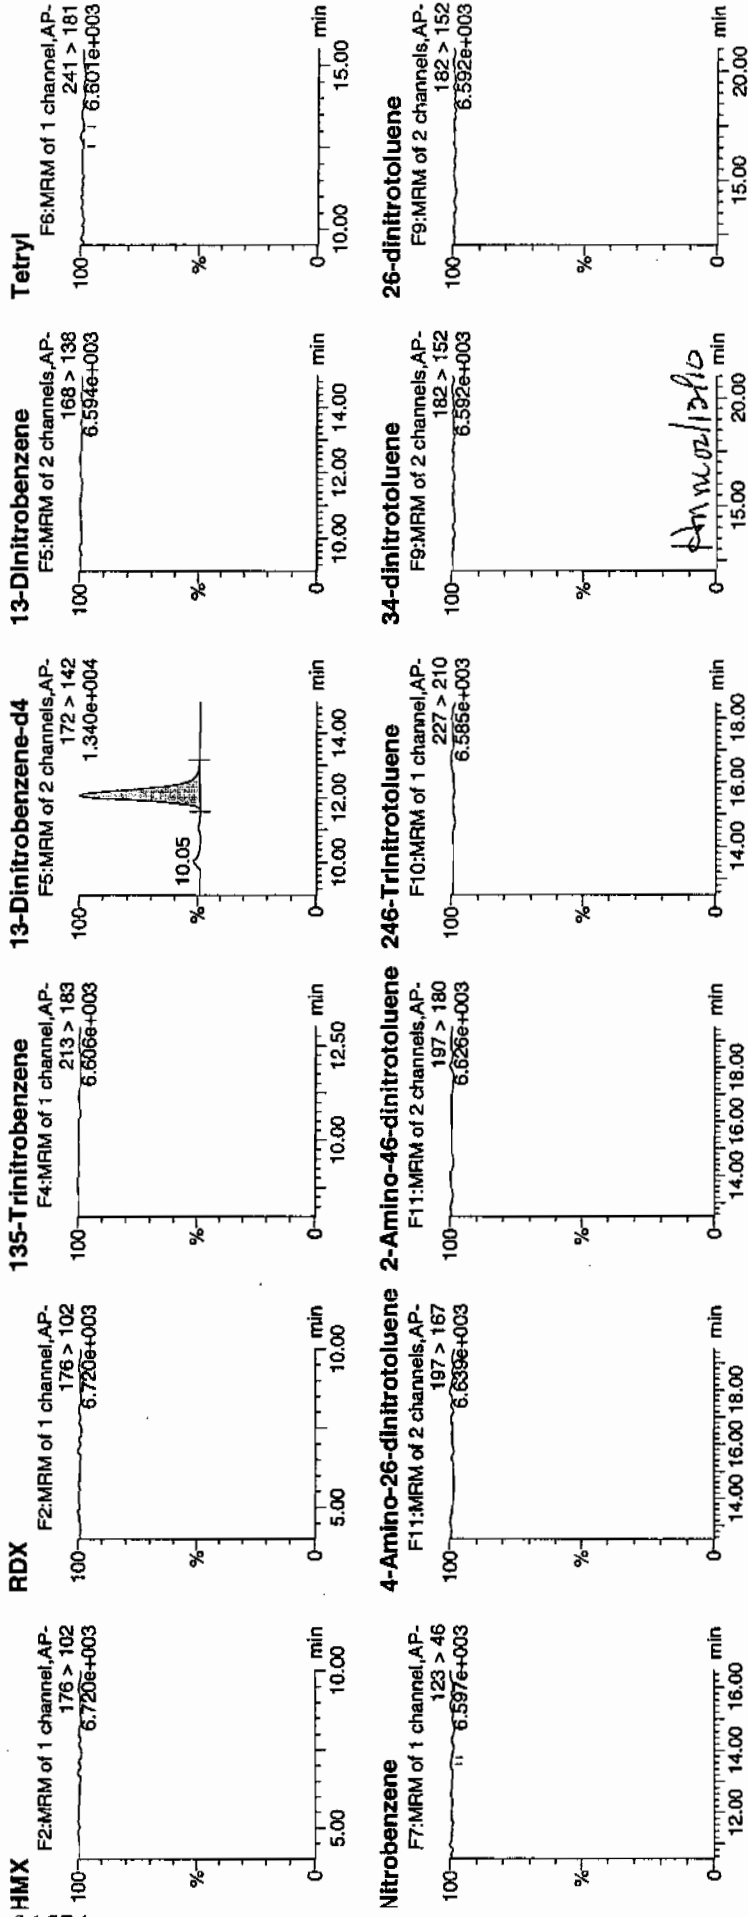 HMX
F2:MRM of 1 channel,AP-
176 > 102
6.720e+003
100
%
0
5.00 10.00 min
RDX
F2:MRM of 1 channel,AP-
176 > 102
6.720e+003
100
%
0
5.00 10.00 min
135-Trinitrobenzene
F4:MRM of 1 channel,AP-
213 > 183
6.606e+003
100
%
0
10.00 12.50 min
13-Dinitrobenzene-d4
F5:MRM of 2 channels,AP-
172 > 142
1.340e+004
100
10.05
%
0
10.00 12.00 14.00 min
13-Dinitrobenzene
F5:MRM of 2 channels,AP-
168 > 138
6.594e+003
100
%
0
10.00 12.00 14.00 min
Tetryl
F6:MRM of 1 channel,AP-
241 > 181
6.601e+003
100
%
0
10.00 15.00 min
Nitrobenzene
F7:MRM of 1 channel,AP-
123 > 46
6.597e+003
100
%
0
12.00 14.00 16.00 min
4-Amino-26-dinitrotoluene
F11:MRM of 2 channels,AP-
197 > 167
6.639e+003
100
%
0
14.00 16.00 18.00 min
2-Amino-46-dinitrotoluene
F11:MRM of 2 channels,AP-
197 > 180
6.626e+003
100
%
0
14.00 16.00 18.00 min
246-Trinitrotoluene
F10:MRM of 1 channel,AP-
227 > 210
6.585e+003
100
%
0
14.00 16.00 18.00 min
34-dinitrotoluene
F9:MRM of 2 channels,AP-
182 > 152
6.592e+003
100
%
02/12/10
0
15.00 20.00 min
26-dinitrotoluene
F9:MRM of 2 channels,AP-
182 > 152
6.592e+003
100
%
0
15.00 20.00 min